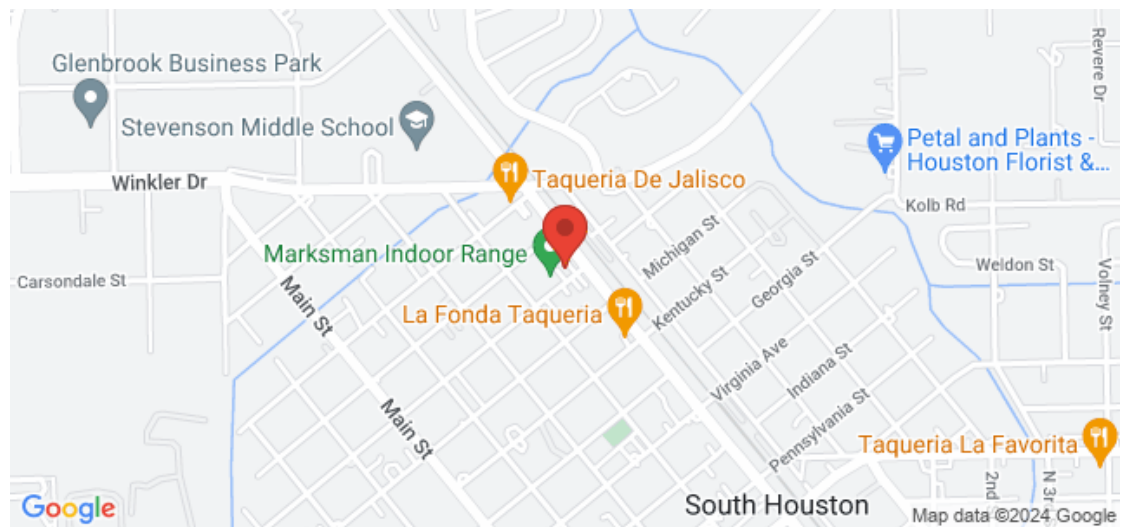 Glenbrook Business Park
Stevenson Middle School
Revere Dr
Petal and Plants -
Houston Florist &...
Winkler Dr
Taqueria De Jalisco
Kolb Rd
Marksman Indoor Range
Michigan St
Carsondale St
Georgia St
Weldon St
Volney St
Main St
La Fonda Taqueria
Kentucky St
Virginia Ave
Indiana St
Main St
Pennsylvania St
Taqueria La Favorita
2nd S
N 3r
South Houston
Google
Map data ©2024 Google